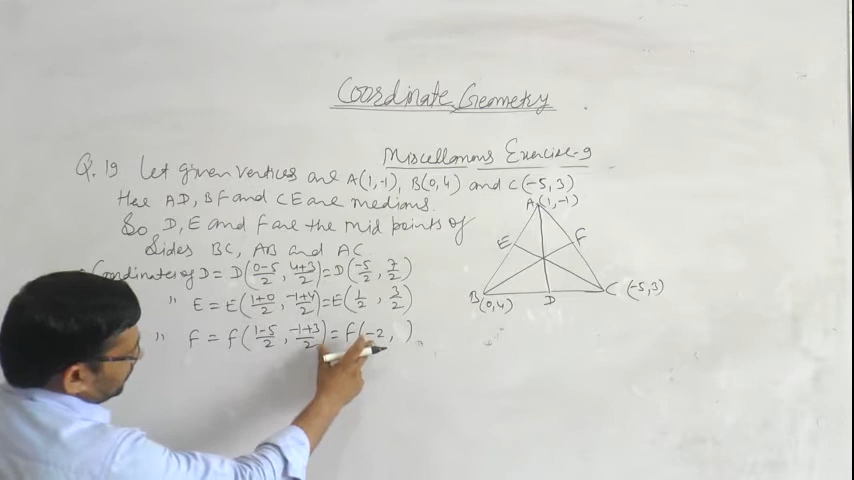 Coordinate Geometry
Miscellanous Exercise-9
Q. 19 Let given vertices are A(1,-1), B(0,4) and C(-5,3)
Here AD, BF and CE are medians.
So D, E and F are the mid points of
Sides BC, AB and AC
Coordinates of D = D(0-5/2, 4+3/2) = D(-5/2, 7/2)
" E = E(1+0/2, -1+4/2) = E(1/2, 3/2)
" F = F(1-5/2, -1+3/2) = F(-2, )
A(1,-1)
E F
B D C (-5,3)
(0,4)